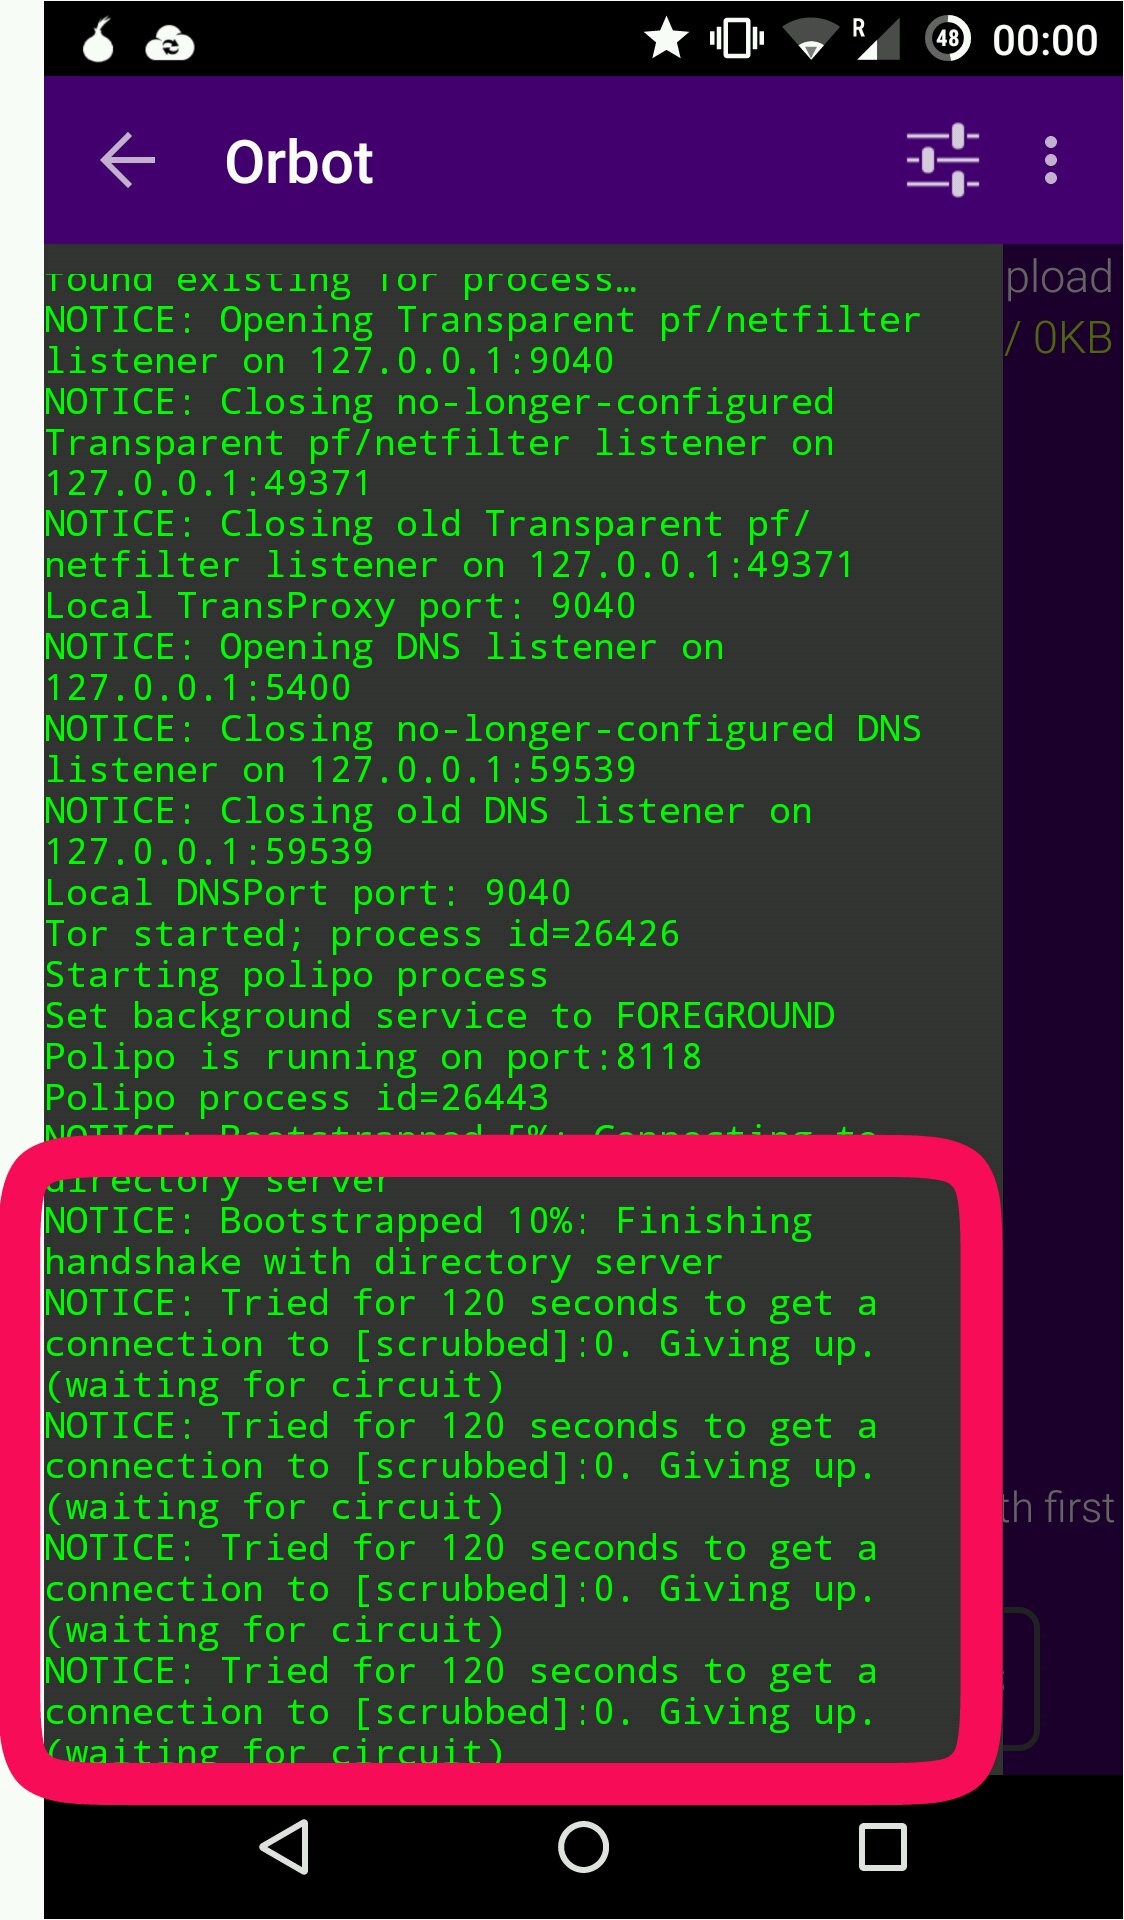 R
48
00:00
Orbot
found existing for process…
NOTICE: Opening Transparent pf/netfilter
listener on 127.0.0.1:9040
NOTICE: Closing no-longer-configured
Transparent pf/netfilter listener on
127.0.0.1:49371
NOTICE: Closing old Transparent pf/
netfilter listener on 127.0.0.1:49371
Local TransProxy port: 9040
NOTICE: Opening DNS listener on
127.0.0.1:5400
NOTICE: Closing no-longer-configured DNS
listener on 127.0.0.1:59539
NOTICE: Closing old DNS listener on
127.0.0.1:59539
Local DNSPort port: 9040
Tor started; process id=26426
Starting polipo process
Set background service to FOREGROUND
Polipo is running on port:8118
Polipo process id=26443
NOTICE: Bootstrapped 5%: Connecting to
directory server
NOTICE: Bootstrapped 10%: Finishing
handshake with directory server
NOTICE: Tried for 120 seconds to get a
connection to [scrubbed]:0. Giving up.
(waiting for circuit)
NOTICE: Tried for 120 seconds to get a
connection to [scrubbed]:0. Giving up.
(waiting for circuit)
NOTICE: Tried for 120 seconds to get a
connection to [scrubbed]:0. Giving up.
(waiting for circuit)
NOTICE: Tried for 120 seconds to get a
connection to [scrubbed]:0. Giving up.
(waiting for circuit)
pload
/ 0KB
th first